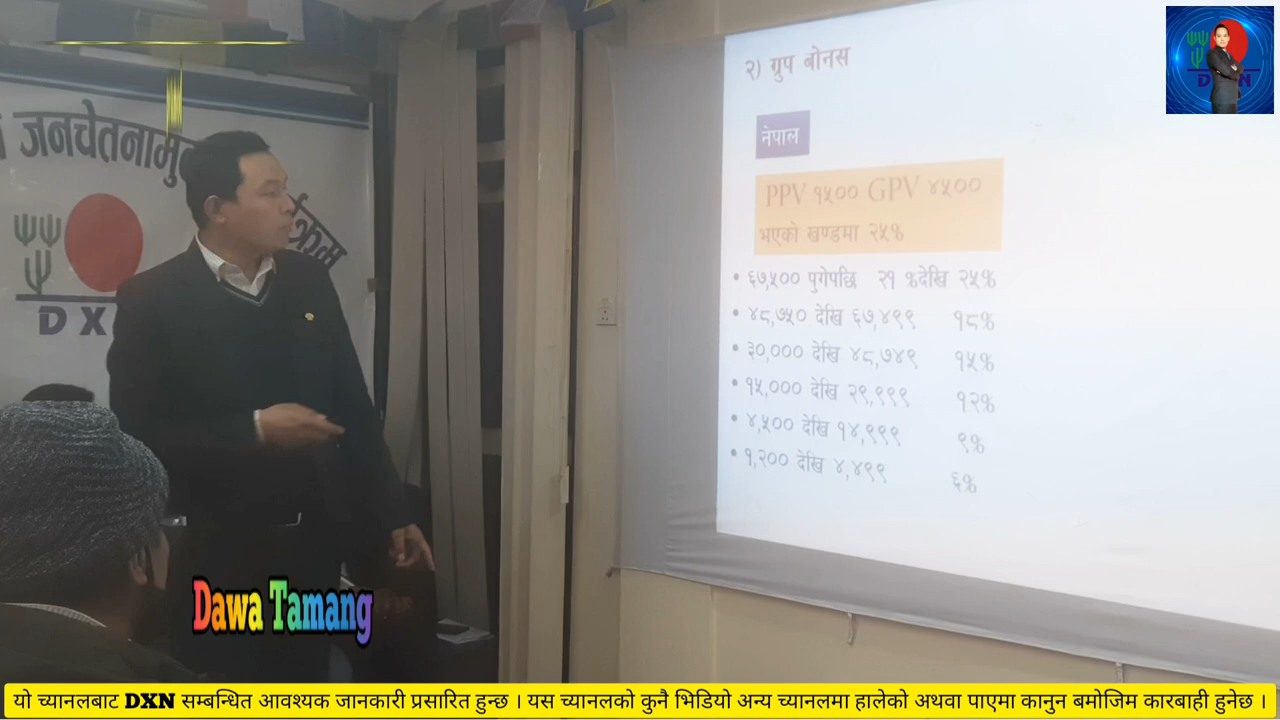 जनचेतनामु
DXN
D X
२) ग्रुप बोनस
नेपाल
PPV १५०० GPV ४५००
भएको खण्डमा २५%
• ६७,५०० पुगेपछि २१ %देखि २५%
• ४८,७५० देखि ६७,४९९ १८%
• ३०,००० देखि ४८,७४९ १५%
• १५,००० देखि २९,९९९ १२%
• ४,५०० देखि १४,९९९ ९%
• १,२०० देखि ४,४९९ ६%
Dawa Tamang
यो च्यानलबाट DXN सम्बन्धित आवश्यक जानकारी प्रसारित हुन्छ । यस च्यानलको कुनै भिडियो अन्य च्यानलमा हालेको अथवा पाएमा कानुन बमोजिम कारबाही हुनेछ ।